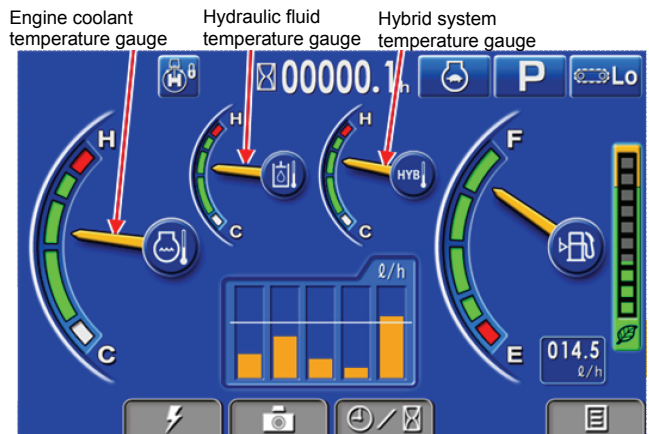 Engine coolant
temperature gauge
Hydraulic fluid
temperature gauge
Hybrid system
temperature gauge
H
00000.1h
P
Lo
H
C
H
C
HYB
H
C
F
E
ℓ/h
014.5
ℓ/h